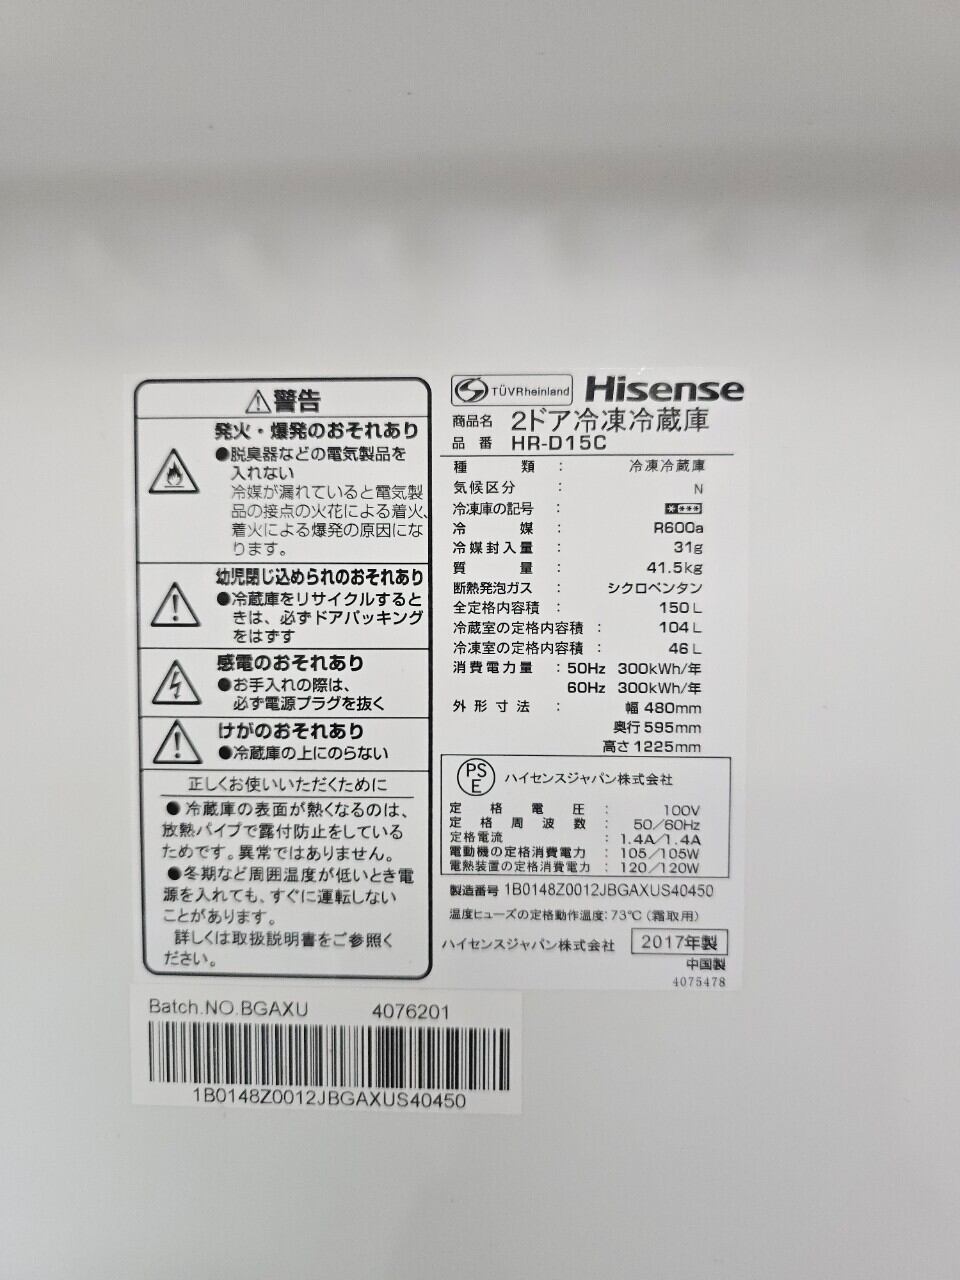 ⚠警告
発火・爆発のおそれあり
●脱臭器などの電気製品を
入れない
冷媒が漏れていると電気製
品の接点の火花による着火、
着火による爆発の原因にな
ります。
幼児閉じ込められのおそれあり
●冷蔵庫をリサイクルすると
きは、必ずドアパッキング
をはずす
感電のおそれあり
●お手入れの際は、
必ず電源プラグを抜く
けがのおそれあり
●冷蔵庫の上にのらない
正しくお使いいただくために
●冷蔵庫の表面が熱くなるのは、
放熱パイプで露付防止をしている
ためです。異常ではありません。
●冬期など周囲温度が低いとき電
源を入れても、すぐに運転しない
ことがあります。
詳しくは取扱説明書をご参照く
ださい。
TÜVRheinland Hisense
商品名 2ドア冷凍冷蔵庫
品番 HR-D15C
種類 : 冷凍冷蔵庫
気候区分 : N
冷凍庫の記号 : ****
冷媒 : R600a
冷媒封入量 : 31g
質量 : 41.5kg
断熱発泡ガス : シクロペンタン
全定格内容積 : 150L
冷蔵室の定格内容積 : 104L
冷凍室の定格内容積 : 46L
消費電力量 : 50Hz 300kWh/年
60Hz 300kWh/年
外形寸法 : 幅 480mm
奥行 595mm
高さ 1225mm
PSE ハイセンスジャパン株式会社
定格電圧 : 100V
定格周波数 : 50/60Hz
定格電流 : 1.4A/1.4A
電動機の定格消費電力 : 105/105W
電熱装置の定格消費電力 : 120/120W
製造番号 1B0148Z0012JBGAXUS40450
温度ヒューズの定格動作温度:73℃(霜取用)
ハイセンスジャパン株式会社 2017年製
中国製
4075478
Batch.NO.BGAXU 4076201
1B0148Z0012JBGAXUS40450